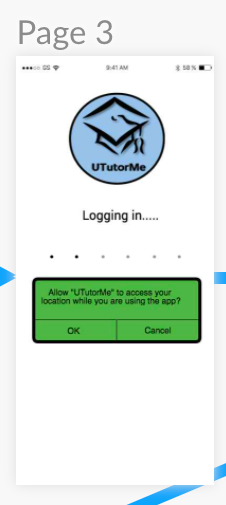 Page 3
GS 9:41 AM 58 %
UTutorMe
Logging in.....
Allow "UTutorMe" to access your
location while you are using the app?
OK Cancel